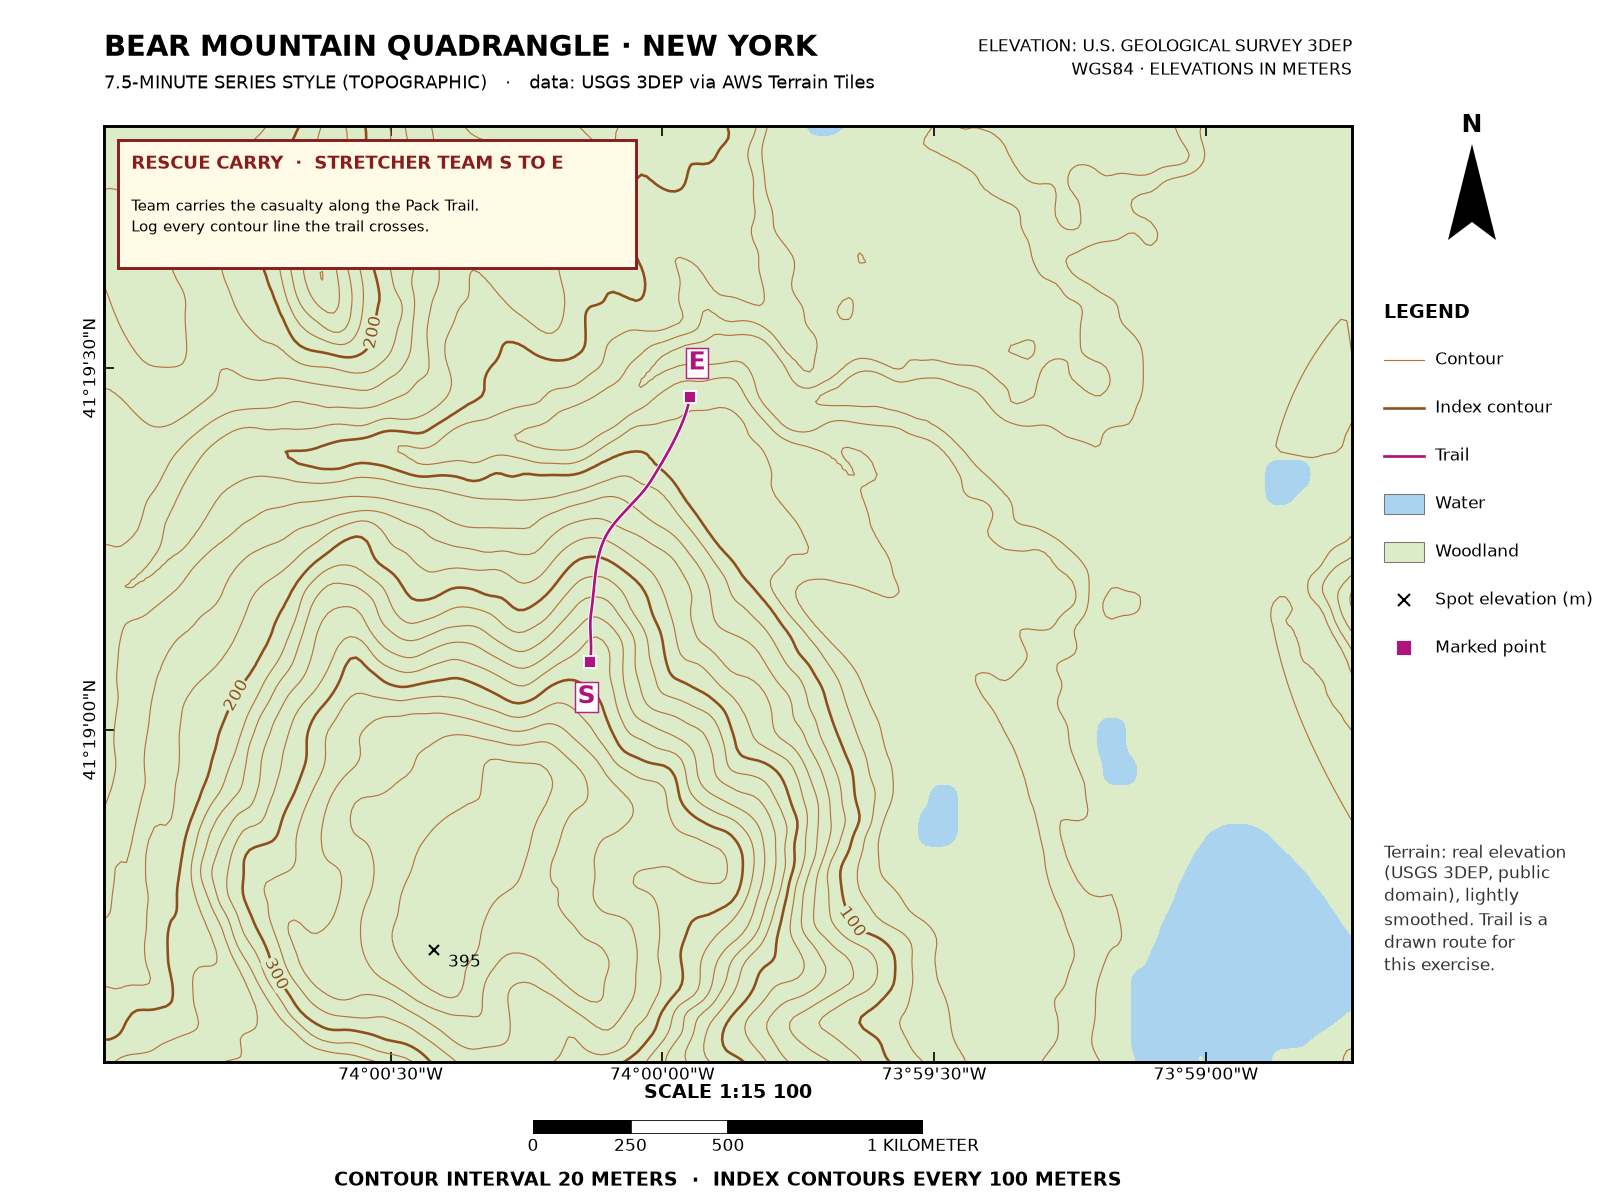 BEAR MOUNTAIN QUADRANGLE · NEW YORK
7.5-MINUTE SERIES STYLE (TOPOGRAPHIC) · data: USGS 3DEP via AWS Terrain Tiles
ELEVATION: U.S. GEOLOGICAL SURVEY 3DEP
WGS84 · ELEVATIONS IN METERS
RESCUE CARRY · STRETCHER TEAM S TO E
Team carries the casualty along the Pack Trail.
Log every contour line the trail crosses.
N
LEGEND
Contour
Index contour
Trail
Water
Woodland
Spot elevation (m)
Marked point
Terrain: real elevation
(USGS 3DEP, public
domain), lightly
smoothed. Trail is a
drawn route for
this exercise.
41°19'30"N
41°19'00"N
200
E
S
200
100
300
395
74°00'30"W
74°00'00"W
73°59'30"W
73°59'00"W
SCALE 1:15 100
0
250
500
1 KILOMETER
CONTOUR INTERVAL 20 METERS · INDEX CONTOURS EVERY 100 METERS